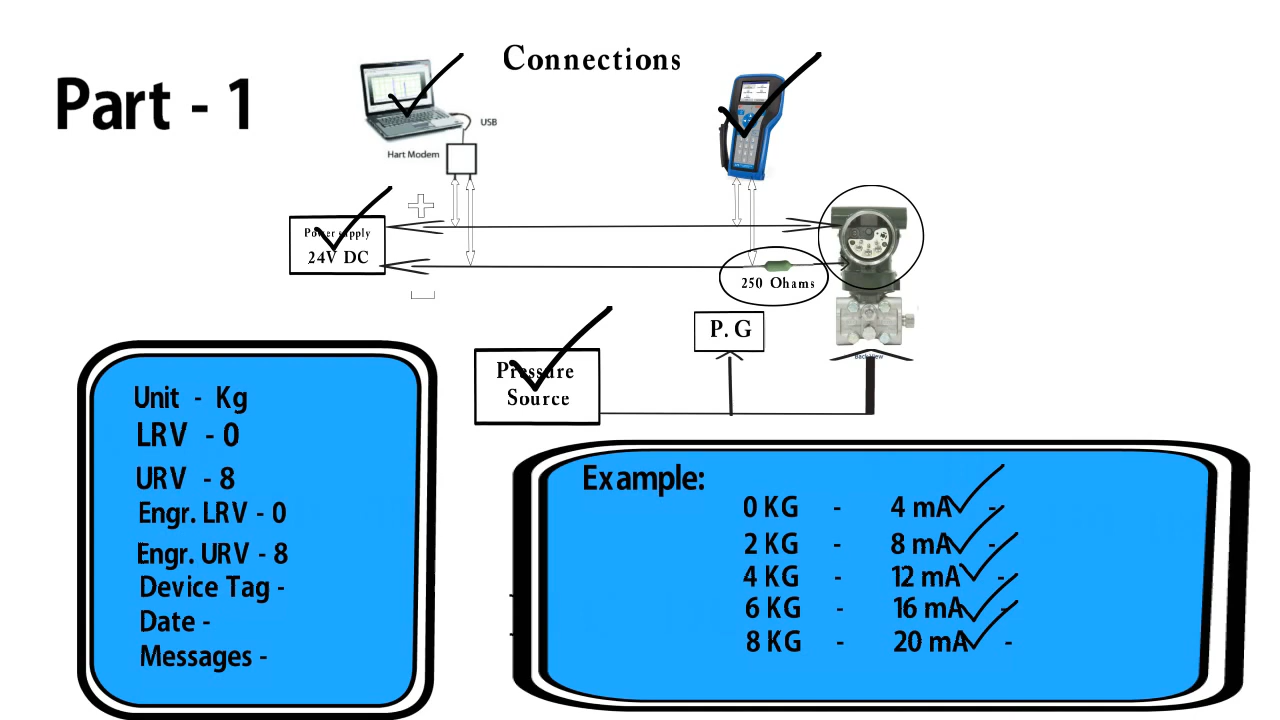 Connections
Part - 1
USB
Hart Modem
Power supply
24V DC
250 Ohams
P. G
Back View
Pressure
Source
Unit - Kg
LRV - 0
URV - 8
Engr. LRV - 0
Engr. URV - 8
Device Tag -
Date -
Messages -
Example:
0 KG - 4 mA -
2 KG - 8 mA -
4 KG - 12 mA -
6 KG - 16 mA -
8 KG - 20 mA -